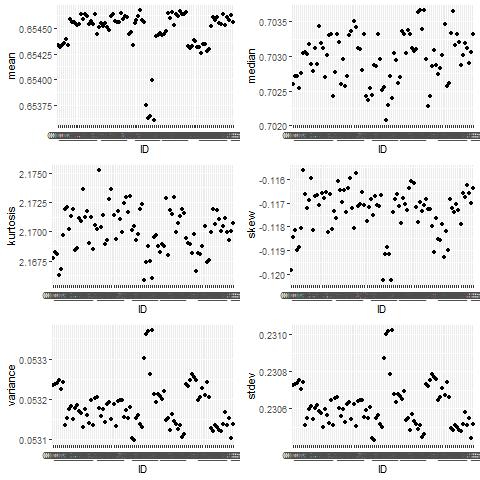 mean
0.65450
0.65425
0.65400
0.65375
ID
median
0.7035
0.7030
0.7025
0.7020
ID
kurtosis
2.1750
2.1725
2.1700
2.1675
ID
skew
-0.116
-0.117
-0.118
-0.119
-0.120
ID
variance
0.0533
0.0532
0.0531
ID
stdev
0.2310
0.2308
0.2306
ID